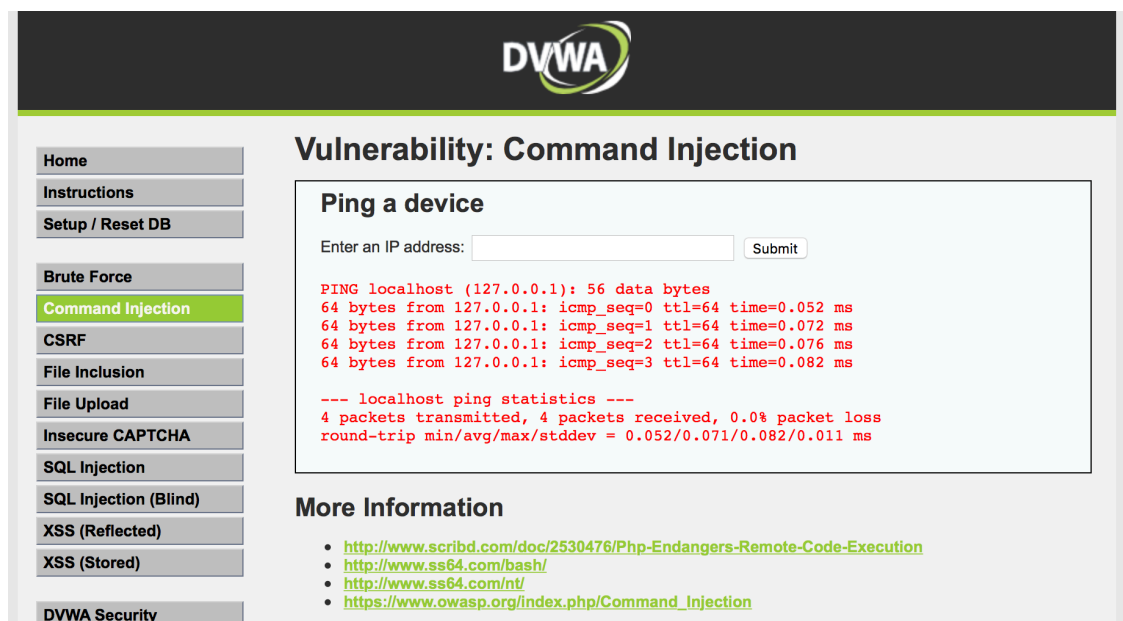 DVWA
Home
Instructions
Setup / Reset DB
Brute Force
Command Injection
CSRF
File Inclusion
File Upload
Insecure CAPTCHA
SQL Injection
SQL Injection (Blind)
XSS (Reflected)
XSS (Stored)
DVWA Security
Vulnerability: Command Injection
Ping a device
Enter an IP address: Submit
PING localhost (127.0.0.1): 56 data bytes
64 bytes from 127.0.0.1: icmp_seq=0 ttl=64 time=0.052 ms
64 bytes from 127.0.0.1: icmp_seq=1 ttl=64 time=0.072 ms
64 bytes from 127.0.0.1: icmp_seq=2 ttl=64 time=0.076 ms
64 bytes from 127.0.0.1: icmp_seq=3 ttl=64 time=0.082 ms
--- localhost ping statistics ---
4 packets transmitted, 4 packets received, 0.0% packet loss
round-trip min/avg/max/stddev = 0.052/0.071/0.082/0.011 ms
More Information
http://www.scribd.com/doc/2530476/Php-Endangers-Remote-Code-Execution
http://www.ss64.com/bash/
http://www.ss64.com/nt/
https://www.owasp.org/index.php/Command_Injection